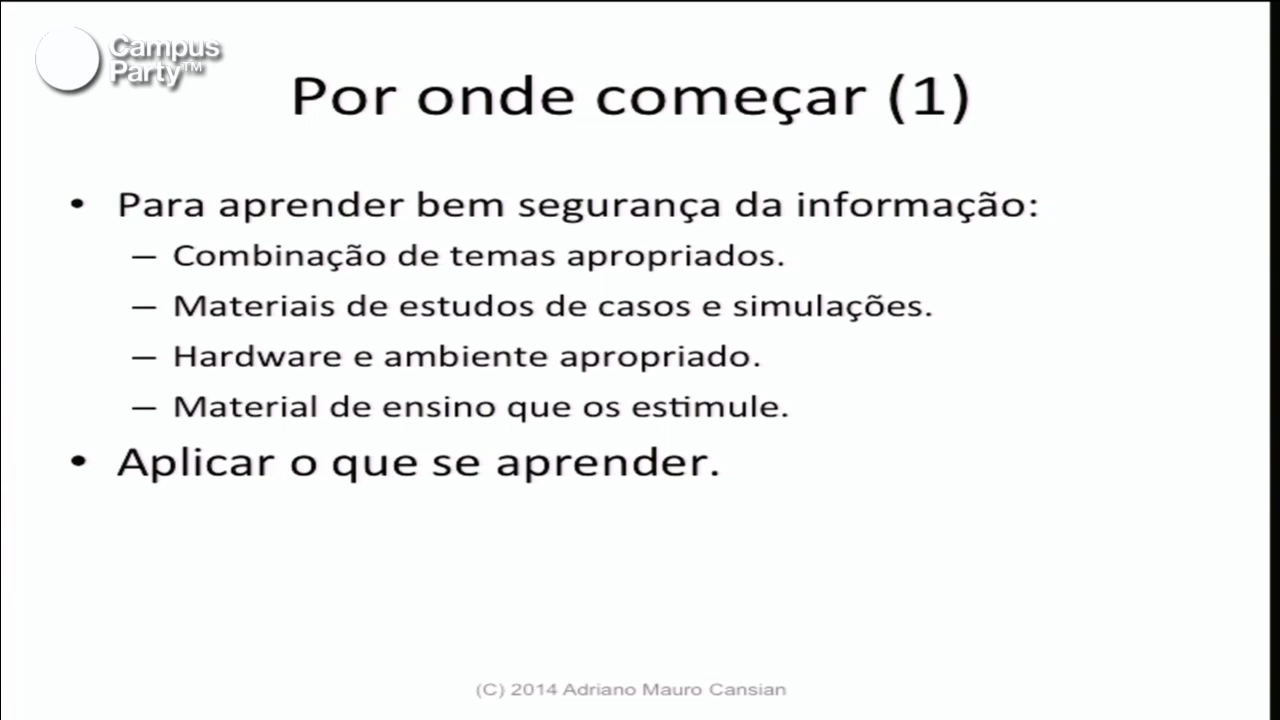 Campus
Party™
Por onde começar (1)
• Para aprender bem segurança da informação:
– Combinação de temas apropriados.
– Materiais de estudos de casos e simulações.
– Hardware e ambiente apropriado.
– Material de ensino que os estimule.
• Aplicar o que se aprender.
(C) 2014 Adriano Mauro Cansian